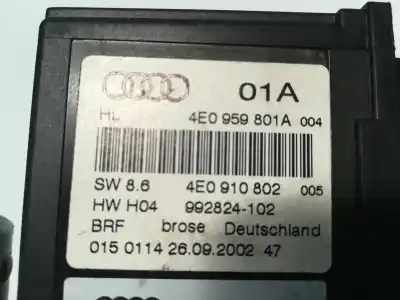 01A
HL 4E0 959 801A 004
SW 8.6 4E0 910 802 005
HW H04 992824-102
BRF brose Deutschland
015 0114 26.09.2002 47